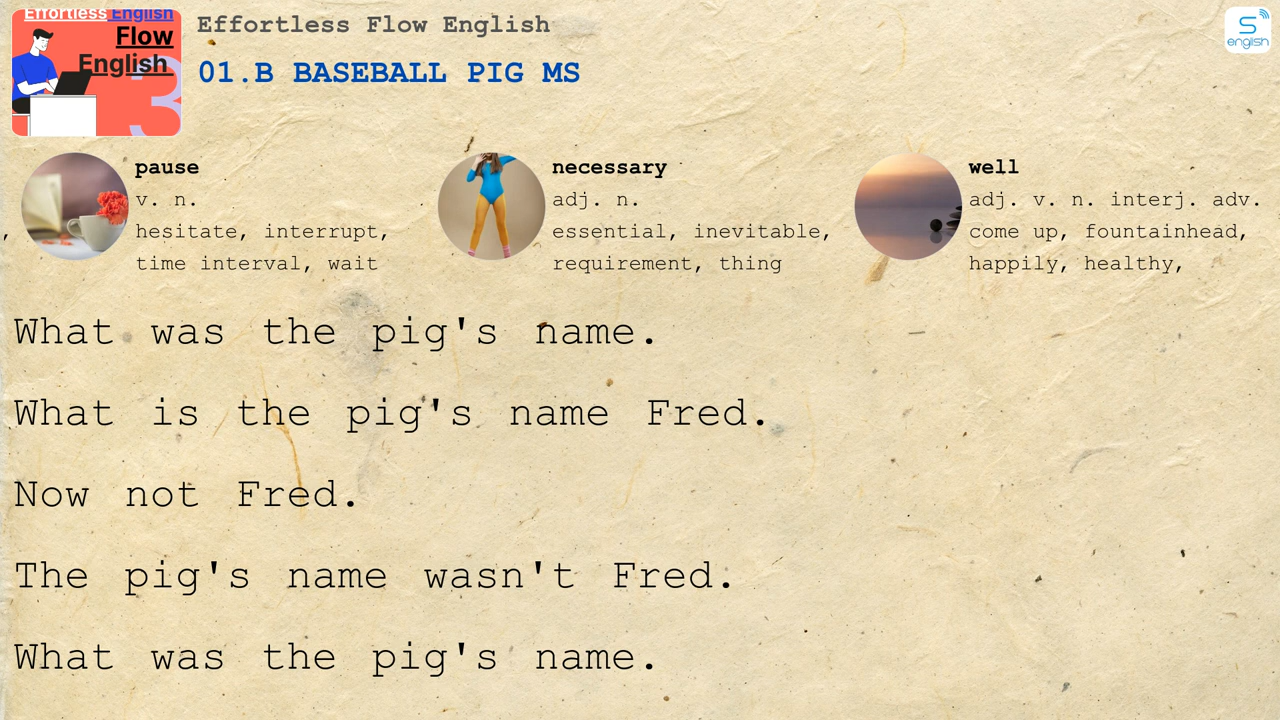 Effortless English
Flow
English
3
Effortless Flow English
01.B BASEBALL PIG MS
S
english
pause
v. n.
hesitate, interrupt,
time interval, wait
necessary
adj. n.
essential, inevitable,
requirement, thing
well
adj. v. n. interj. adv.
come up, fountainhead,
happily, healthy,
What was the pig's name.
What is the pig's name Fred.
Now not Fred.
The pig's name wasn't Fred.
What was the pig's name.